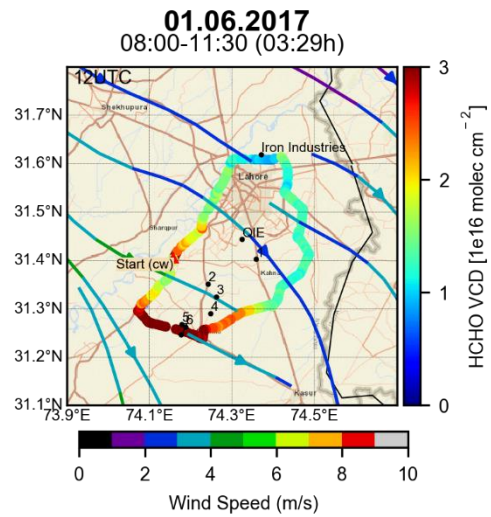 01.06.2017
08:00-11:30 (03:29h)
12UTC
31.7°N
31.6°N
31.5°N
31.4°N
31.3°N
31.2°N
31.1°N
73.9°E
74.1°E
74.3°E
74.5°E
Shekhupura
Iron Industries
Lahore
Sharqpur
QIE
Start (cw)
2
3
4
5
6
Kasur
3
2
1
0
HCHO VCD [1e16 molec cm⁻²]
0
2
4
6
8
10
Wind Speed (m/s)